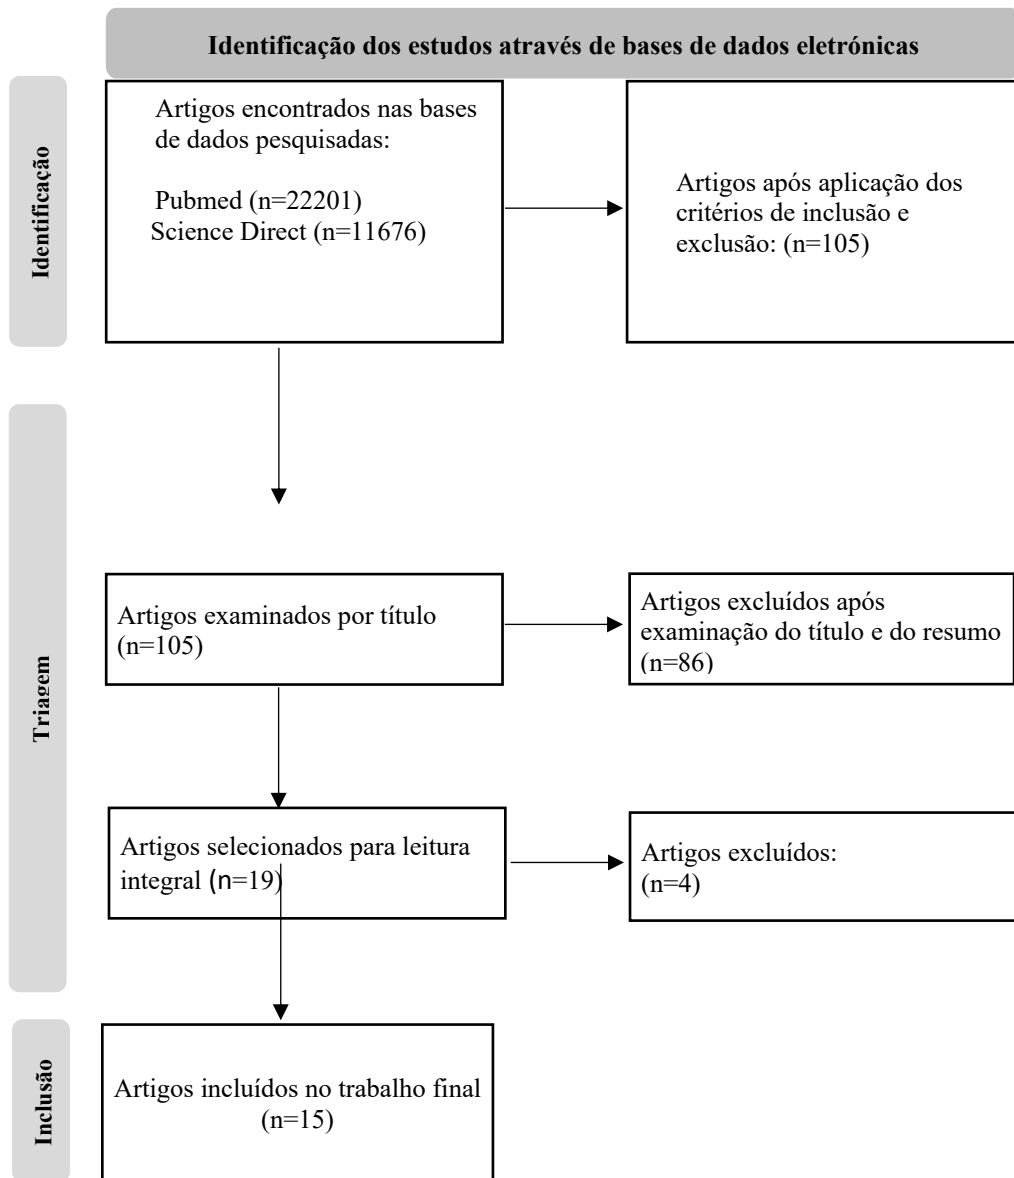 Identificação dos estudos através de bases de dados eletrónicas
Identificação
Artigos encontrados nas bases
de dados pesquisadas:
Pubmed (n=22201)
Science Direct (n=11676)
Artigos após aplicação dos
critérios de inclusão e
exclusão: (n=105)
Triagem
Artigos examinados por título
(n=105)
Artigos excluídos após
examinação do título e do resumo
(n=86)
Artigos selecionados para leitura
integral (n=19)
Artigos excluídos:
(n=4)
Inclusão
Artigos incluídos no trabalho final
(n=15)